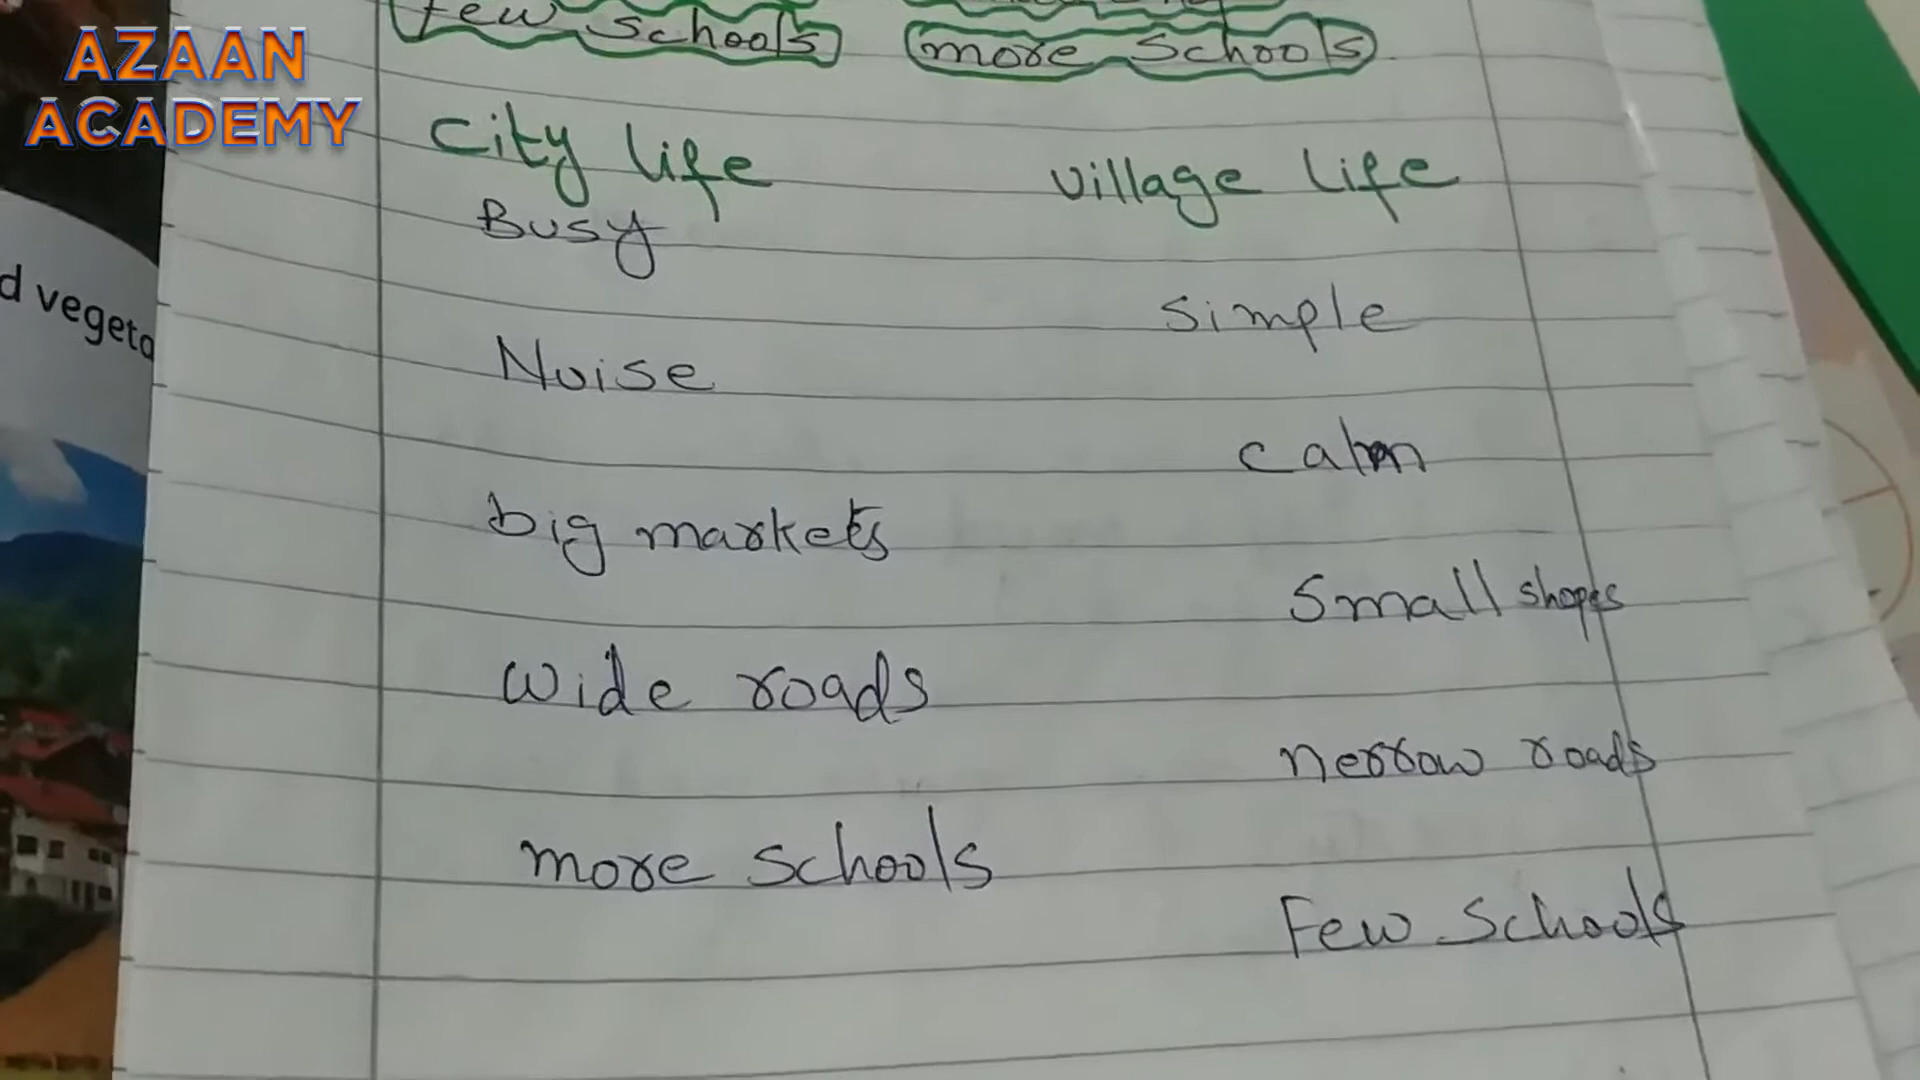 AZAAN
ACADEMY
few schools more schools
City life village life
Busy
simple
Noise
calm
big markets
small shops
d vegeta
wide roads
nerrow roads
more schools
Few schools